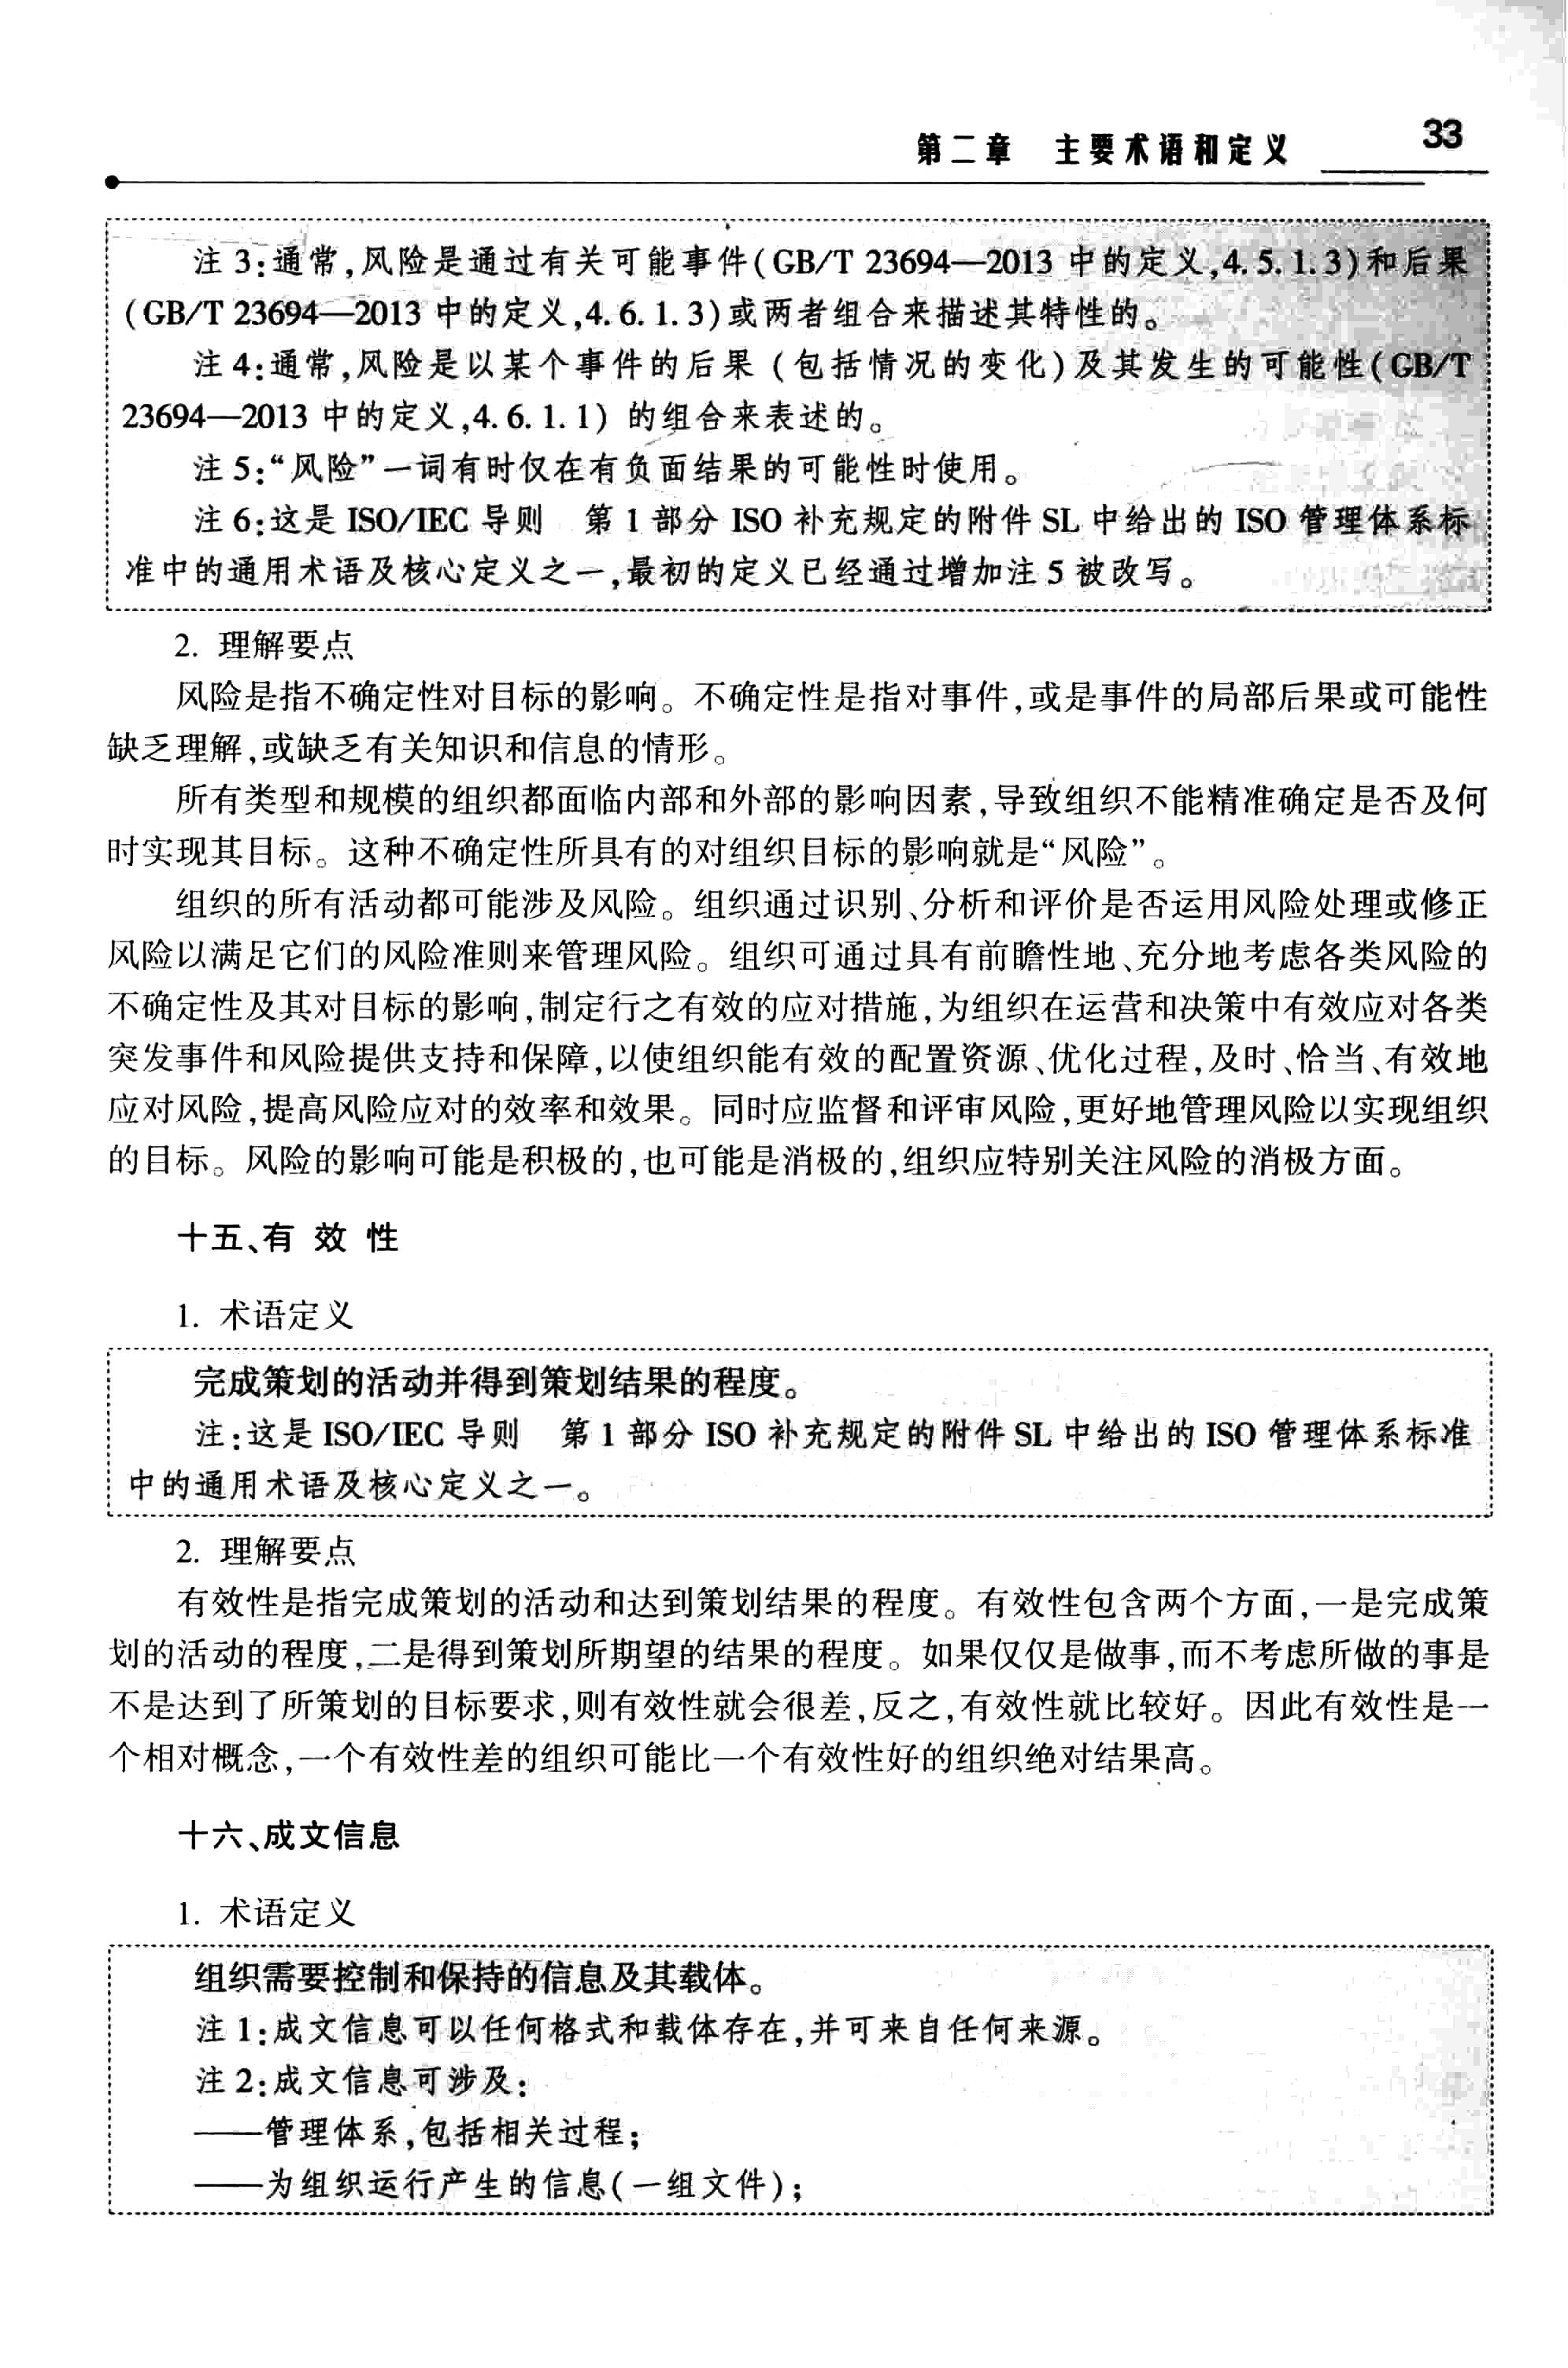 第二章 主要术语和定义 33
注 3:通常,风险是通过有关可能事件(GB/T 23694—2013 中的定义,4.5.1.3)和后果
(GB/T 23694—2013 中的定义,4.6.1.3)或两者组合来描述其特性的。
注 4:通常,风险是以某个事件的后果 (包括情况的变化)及其发生的可能性(GB/T
23694—2013 中的定义,4.6.1.1) 的组合来表述的。
注 5:“风险”一词有时仅在有负面结果的可能性时使用。
注 6:这是 ISO/IEC 导则 第 1 部分 ISO 补充规定的附件 SL 中给出的 ISO 管理体系标
准中的通用术语及核心定义之一,最初的定义已经通过增加注 5 被改写。
2. 理解要点
风险是指不确定性对目标的影响。不确定性是指对事件,或是事件的局部后果或可能性
缺乏理解,或缺乏有关知识和信息的情形。
所有类型和规模的组织都面临内部和外部的影响因素,导致组织不能精准确定是否及何
时实现其目标。这种不确定性所具有的对组织目标的影响就是“风险”。
组织的所有活动都可能涉及风险。组织通过识别、分析和评价是否运用风险处理或修正
风险以满足它们的风险准则来管理风险。组织可通过具有前瞻性地、充分地考虑各类风险的
不确定性及其对目标的影响,制定行之有效的应对措施,为组织在运营和决策中有效应对各类
突发事件和风险提供支持和保障,以使组织能有效的配置资源、优化过程,及时、恰当、有效地
应对风险,提高风险应对的效率和效果。同时应监督和评审风险,更好地管理风险以实现组织
的目标。风险的影响可能是积极的,也可能是消极的,组织应特别关注风险的消极方面。
十五、有 效 性
1. 术语定义
完成策划的活动并得到策划结果的程度。
注:这是 ISO/IEC 导则 第 1 部分 ISO 补充规定的附件 SL 中给出的 ISO 管理体系标准
中的通用术语及核心定义之一。
2. 理解要点
有效性是指完成策划的活动和达到策划结果的程度。有效性包含两个方面,一是完成策
划的活动的程度,二是得到策划所期望的结果的程度。如果仅仅是做事,而不考虑所做的事是
不是达到了所策划的目标要求,则有效性就会很差,反之,有效性就比较好。因此有效性是一
个相对概念,一个有效性差的组织可能比一个有效性好的组织绝对结果高。
十六、成文信息
1. 术语定义
组织需要控制和保持的信息及其载体。
注 1:成文信息可以任何格式和载体存在,并可来自任何来源。
注 2:成文信息可涉及:
——管理体系,包括相关过程;
——为组织运行产生的信息(一组文件);